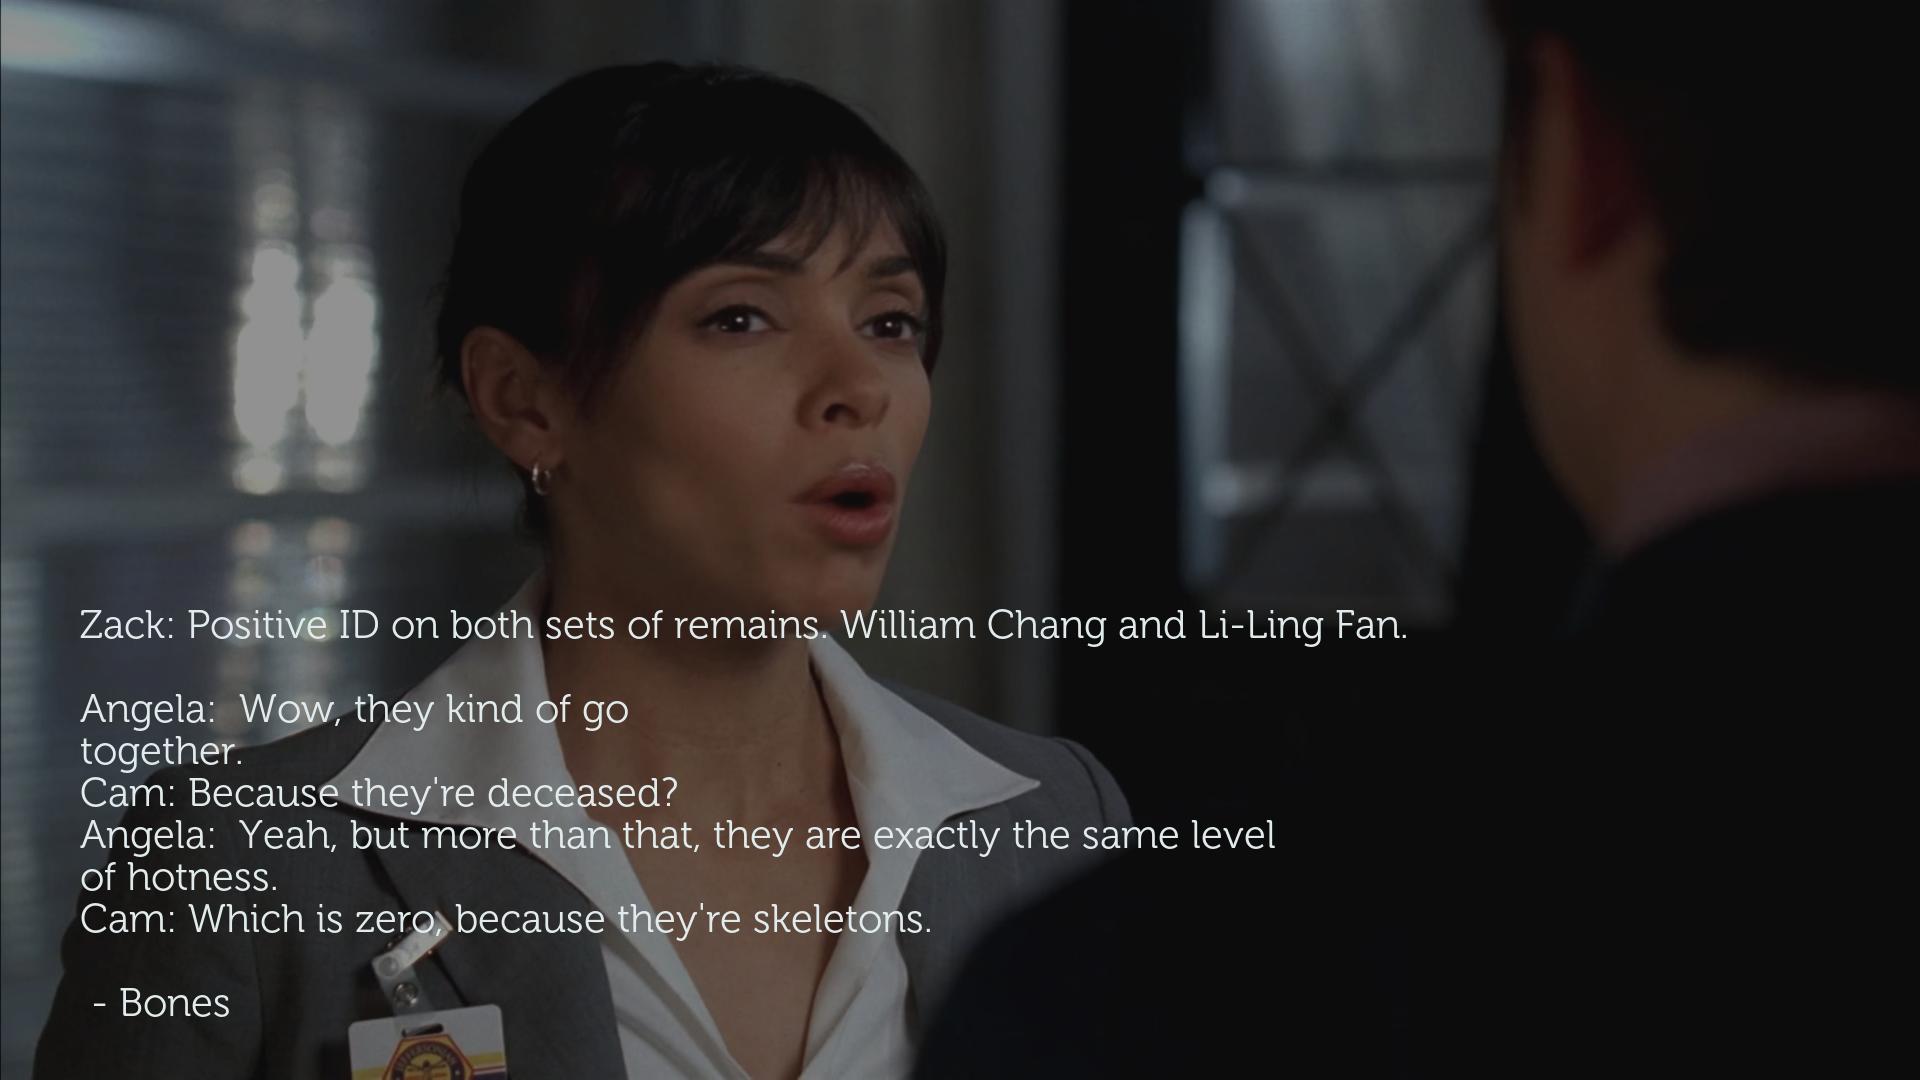 Zack: Positive ID on both sets of remains. William Chang and Li-Ling Fan.
Angela:  Wow, they kind of go
together.
Cam: Because they're deceased?
Angela:  Yeah, but more than that, they are exactly the same level
of hotness.
Cam: Which is zero, because they're skeletons.
- Bones
JEFFERSONIAN